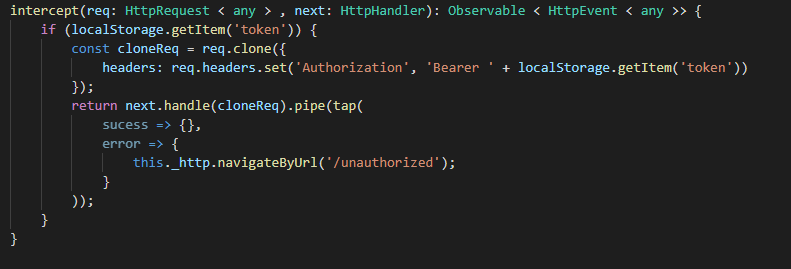 intercept(req: HttpRequest < any > , next: HttpHandler): Observable < HttpEvent < any >> {
if (localStorage.getItem('token')) {
const cloneReq = req.clone({
headers: req.headers.set('Authorization', 'Bearer ' + localStorage.getItem('token'))
});
return next.handle(cloneReq).pipe(tap(
sucess => {},
error => {
this._http.navigateByUrl('/unauthorized');
}
));
}
}